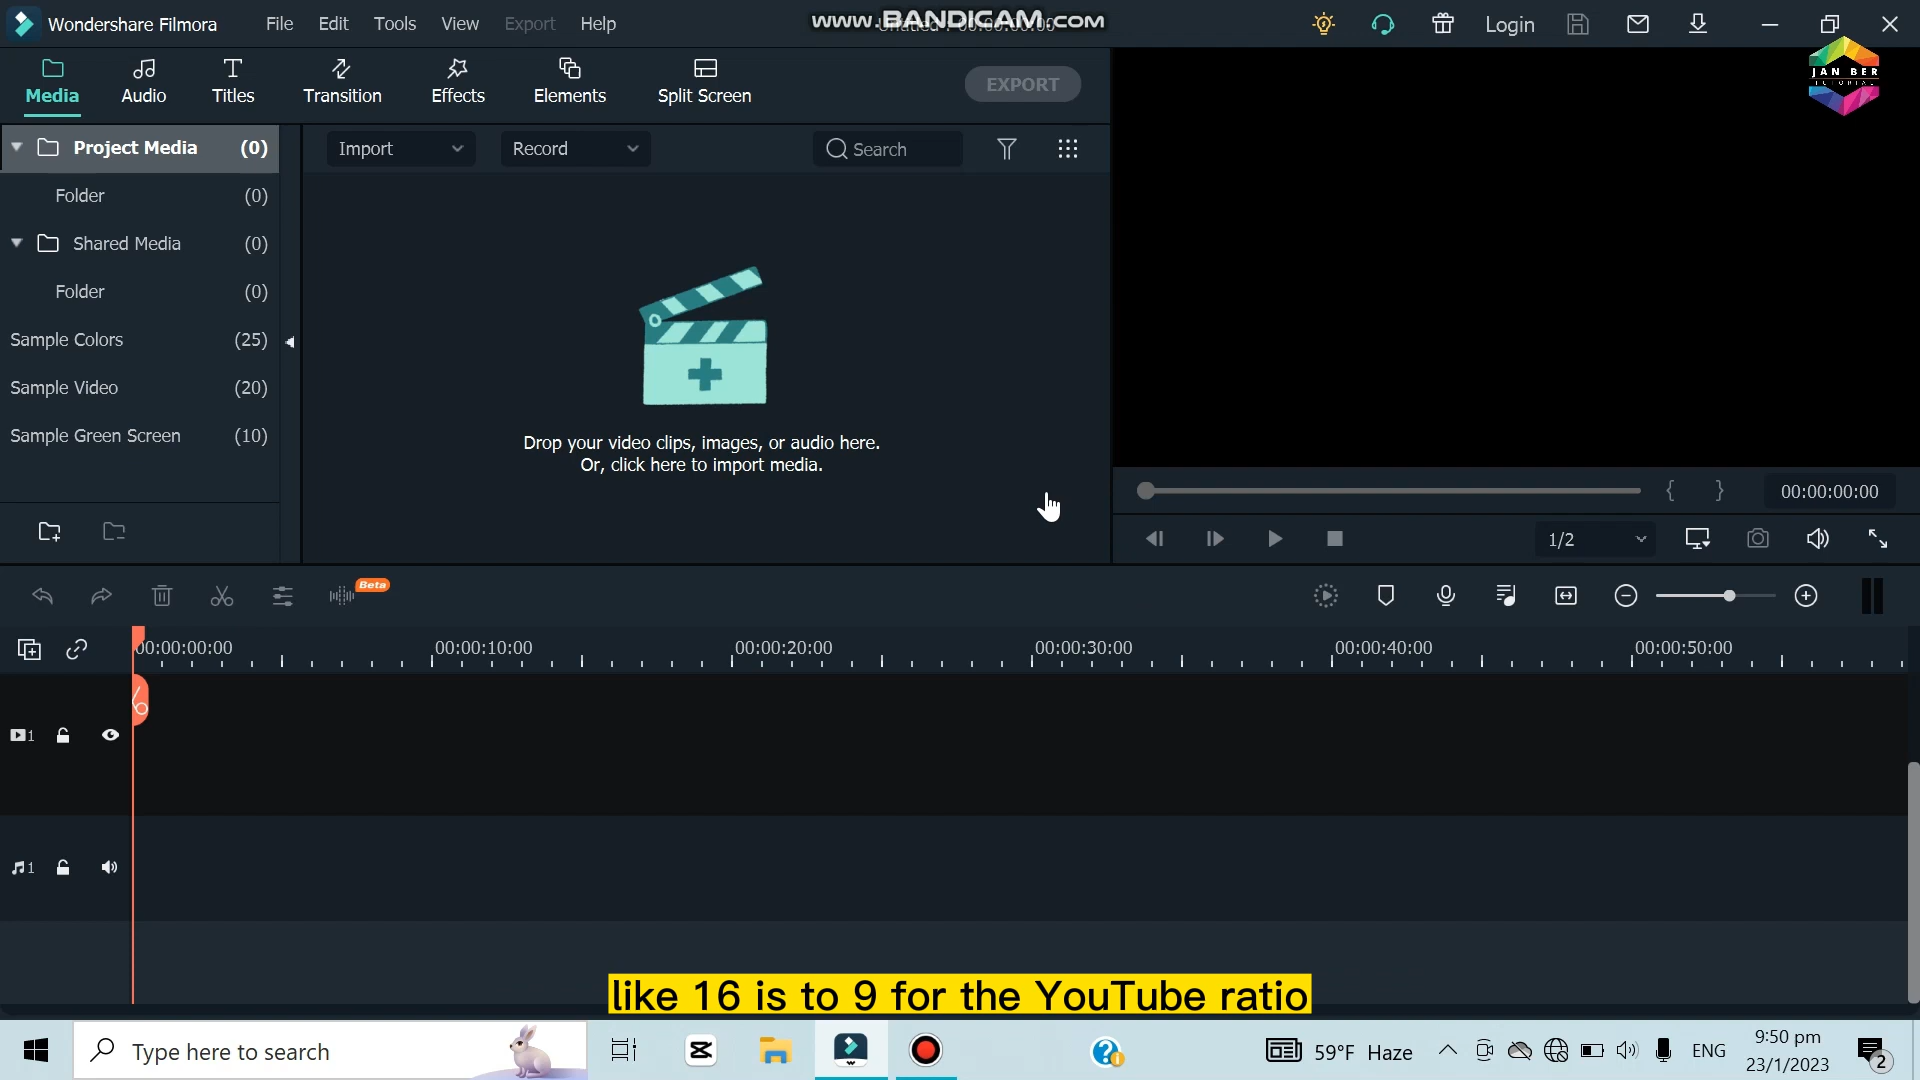 Wondershare Filmora File Edit Tools View Export Help www.BANDICAM.com Login
JAN BER
TUTORIAL
Media Audio Titles Transition Effects Elements Split Screen EXPORT
Project Media (0) Import Record Search
Folder (0)
Shared Media (0)
Folder (0)
Sample Colors (25)
Sample Video (20)
Sample Green Screen (10)
Drop your video clips, images, or audio here.
Or, click here to import media.
{ } 00:00:00:00
1/2
Beta
00:00:00:00 00:00:10:00 00:00:20:00 00:00:30:00 00:00:40:00 00:00:50:00
1
1
like 16 is to 9 for the YouTube ratio
Type here to search 59°F Haze ENG 9:50 pm
23/1/2023 2